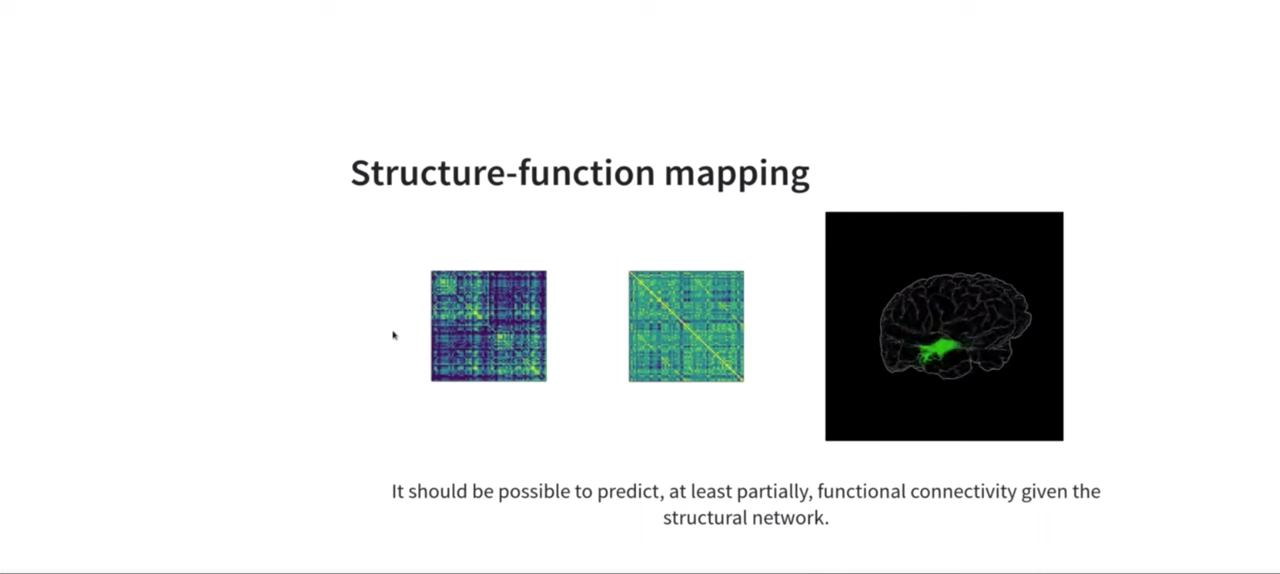 Structure-function mapping
It should be possible to predict, at least partially, functional connectivity given the
structural network.